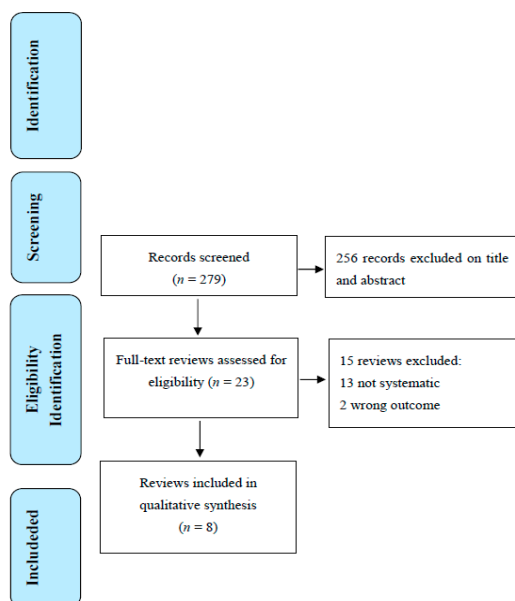 Identification
Screening
Records screened
(n = 279)
256 records excluded on title
and abstract
Eligibility
Identification
Full-text reviews assessed for
eligibility (n = 23)
15 reviews excluded:
13 not systematic
2 wrong outcome
Includeded
Reviews included in
qualitative synthesis
(n = 8)